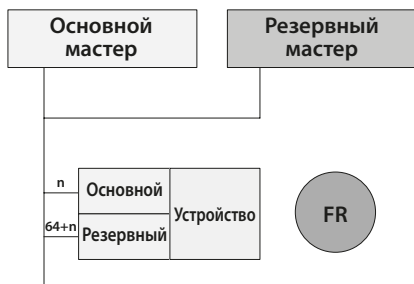 Основной
мастер
Резервный
мастер
n
Основной
Устройство
64+n
Резервный
FR